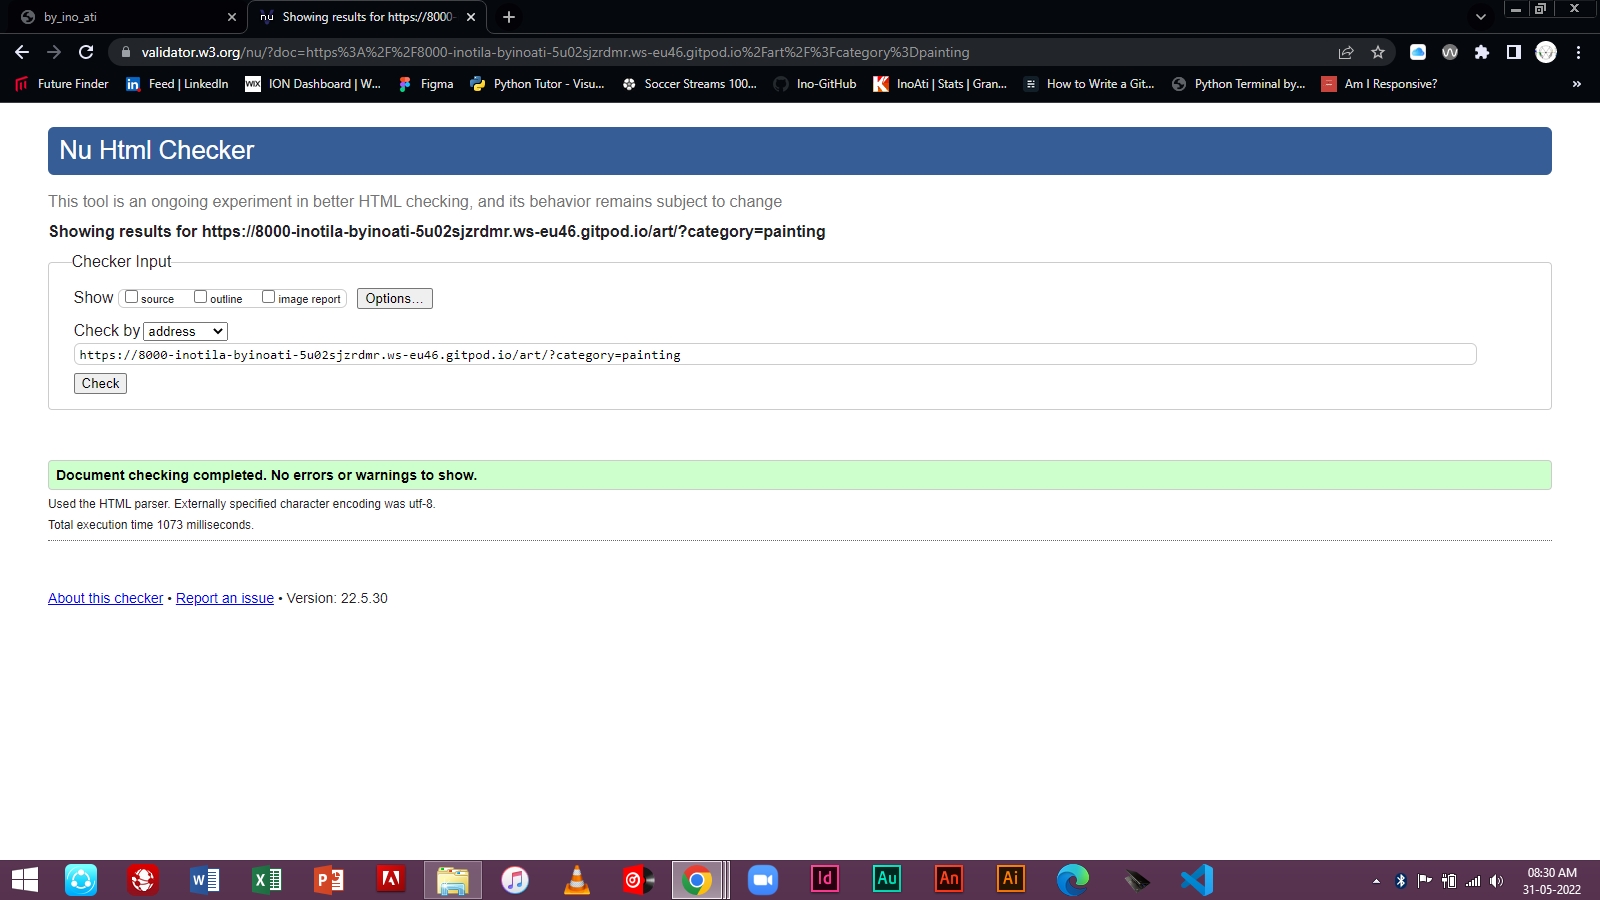 by_ino_ati
Showing results for https://8000-
validator.w3.org/nu/?doc=https%3A%2F%2F8000-inotila-byinoati-5u02sjzrdmr.ws-eu46.gitpod.io%2Fart%2F%3Fcategory%3Dpainting
Future Finder Feed | LinkedIn ION Dashboard | W... Figma Python Tutor - Visu... Soccer Streams 100... Ino-GitHub InoAti | Stats | Gran... How to Write a Git... Python Terminal by... Am I Responsive? »
Nu Html Checker
This tool is an ongoing experiment in better HTML checking, and its behavior remains subject to change
Showing results for https://8000-inotila-byinoati-5u02sjzrdmr.ws-eu46.gitpod.io/art/?category=painting
Checker Input
Show source outline image report Options...
Check by address
https://8000-inotila-byinoati-5u02sjzrdmr.ws-eu46.gitpod.io/art/?category=painting
Check
Document checking completed. No errors or warnings to show.
Used the HTML parser. Externally specified character encoding was utf-8.
Total execution time 1073 milliseconds.
About this checker • Report an issue • Version: 22.5.30
Id Au An Ai
08:30 AM
31-05-2022